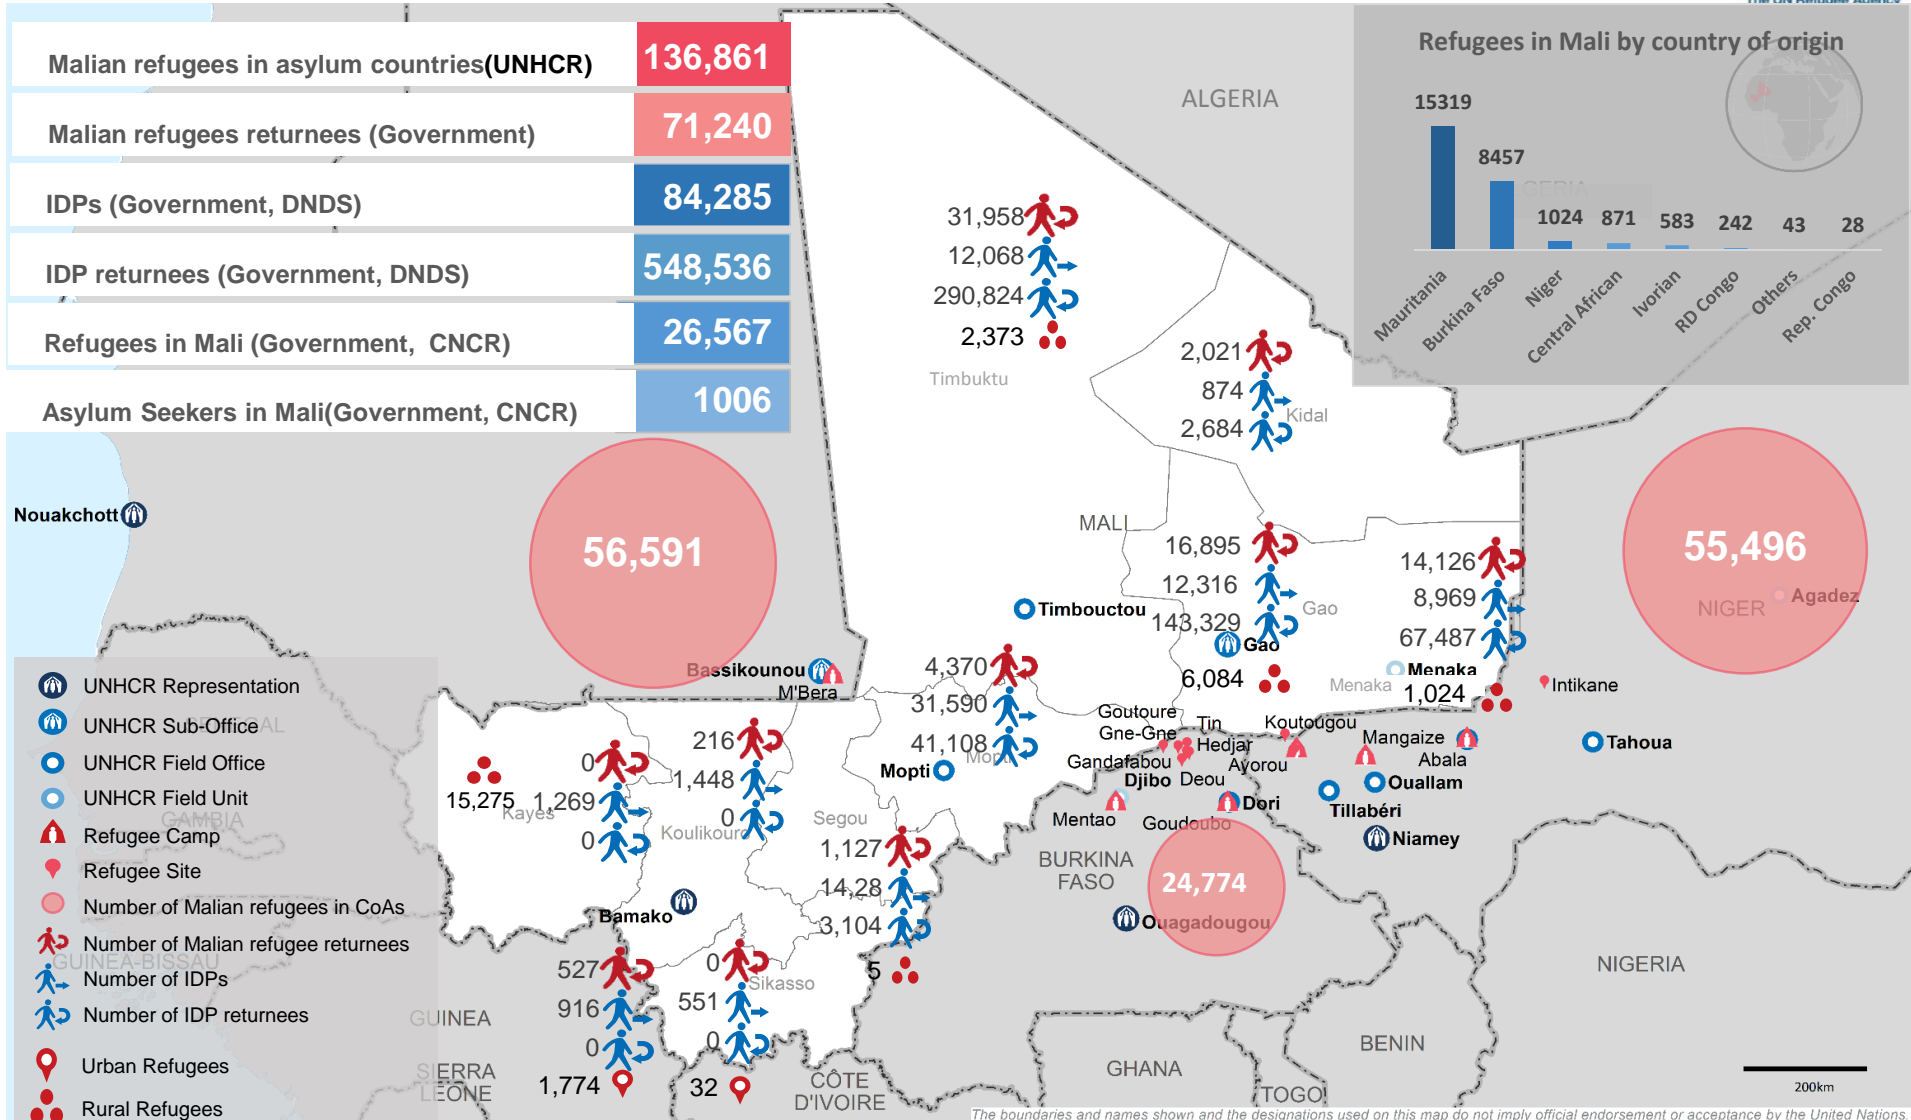 The UN Refugee Agency
Malian refugees in asylum countries(UNHCR) 136,861
Malian refugees returnees (Government) 71,240
IDPs (Government, DNDS) 84,285
IDP returnees (Government, DNDS) 548,536
Refugees in Mali (Government, CNCR) 26,567
Asylum Seekers in Mali(Government, CNCR) 1006
Refugees in Mali by country of origin
15319
8457
1024
871
583
242
43
28
Mauritania
Burkina Faso
Niger
Central African
Ivorian
RD Congo
Others
Rep. Congo
ALGERIA
31,958
12,068
290,824
2,373
Timbuktu
2,021
874
Kidal
2,684
56,591
55,496
Nouakchott
MALI
16,895
12,316
Gao
143,329
Gao
6,084
14,126
8,969
67,487
Menaka
Menaka
1,024
NIGER
Agadez
Timbouctou
Bassikounou
M'Bera
4,370
31,590
41,108
Mopti
Mopti
Intikane
Goutoure
Gne-Gne
Tin
Hedjar
Koutougou
Gandafabou
Djibo
Deou
Ayorou
Mangaize
Abala
Tahoua
Ouallam
Tillabéri
Niamey
Mentao
Goudoubo
Dori
BURKINA
FASO
24,774
Ouagadougou
0
15,275
1,269
Kayes
0
216
1,448
0
Koulikouro
Segou
1,127
14,28
3,104
5
Bamako
527
916
0
1,774
0
Sikasso
551
0
32
UNHCR Representation
UNHCR Sub-Office
SENEGAL
UNHCR Field Office
UNHCR Field Unit
GAMBIA
Refugee Camp
Refugee Site
Number of Malian refugees in CoAs
Number of Malian refugee returnees
GUINEA-BISSAU
Number of IDPs
Number of IDP returnees
Urban Refugees
Rural Refugees
GUINEA
SIERRA
LEONE
CÔTE
D'IVOIRE
GHANA
TOGO
BENIN
NIGERIA
200km
The boundaries and names shown and the designations used on this map do not imply official endorsement or acceptance by the United Nations.